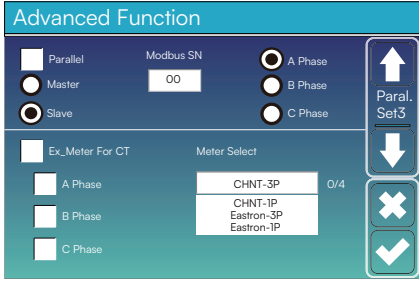 Advanced Function
Parallel
Modbus SN
A Phase
Master
00
B Phase
Slave
C Phase
Paral.
Set3
Ex_Meter For CT
Meter Select
A Phase
CHNT-3P
0/4
CHNT-1P
B Phase
Eastron-3P
Eastron-1P
C Phase